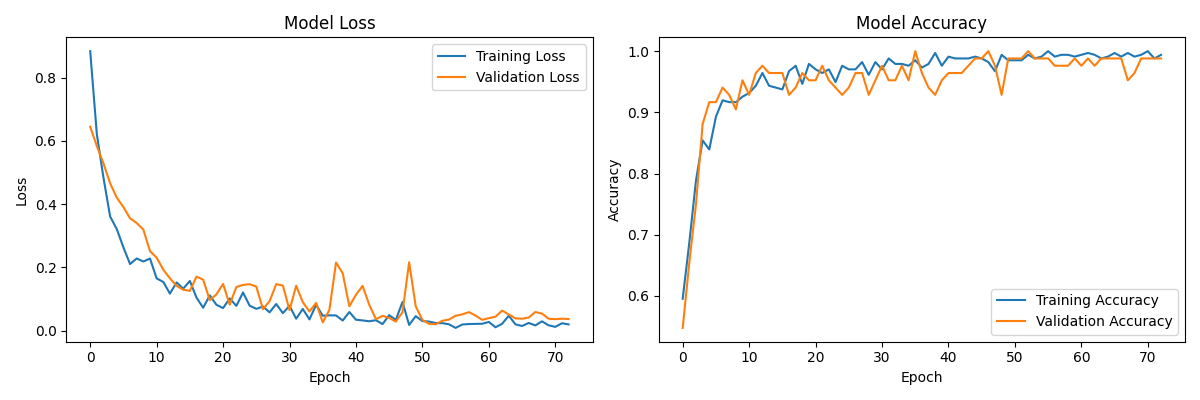 Model Loss
Training Loss
Validation Loss
0.8
0.6
0.4
0.2
0.0
Loss
0 10 20 30 40 50 60 70
Epoch
Model Accuracy
1.0
0.9
0.8
0.7
0.6
Accuracy
Training Accuracy
Validation Accuracy
0 10 20 30 40 50 60 70
Epoch